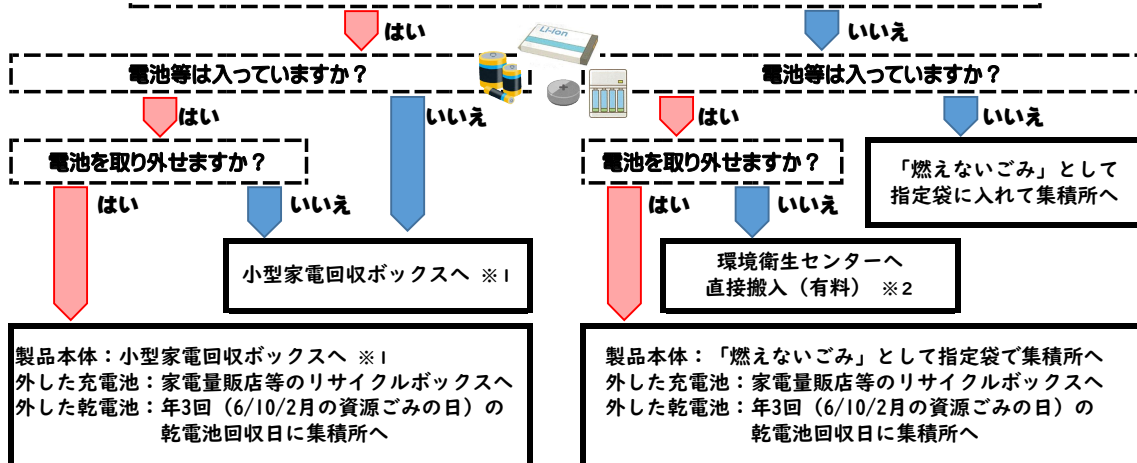 はい
いいえ
Li-ion
電池等は入っていますか？
電池等は入っていますか？
はい
いいえ
はい
いいえ
電池を取り外せますか？
電池を取り外せますか？
「燃えないごみ」として
指定袋に入れて集積所へ
はい
いいえ
はい
いいえ
小型家電回収ボックスへ ※1
環境衛生センターへ
直接搬入（有料） ※2
製品本体：小型家電回収ボックスへ ※1
外した充電池：家電量販店等のリサイクルボックスへ
外した乾電池：年3回（6/10/2月の資源ごみの日）の
乾電池回収日に集積所へ
製品本体：「燃えないごみ」として指定袋で集積所へ
外した充電池：家電量販店等のリサイクルボックスへ
外した乾電池：年3回（6/10/2月の資源ごみの日）の
乾電池回収日に集積所へ